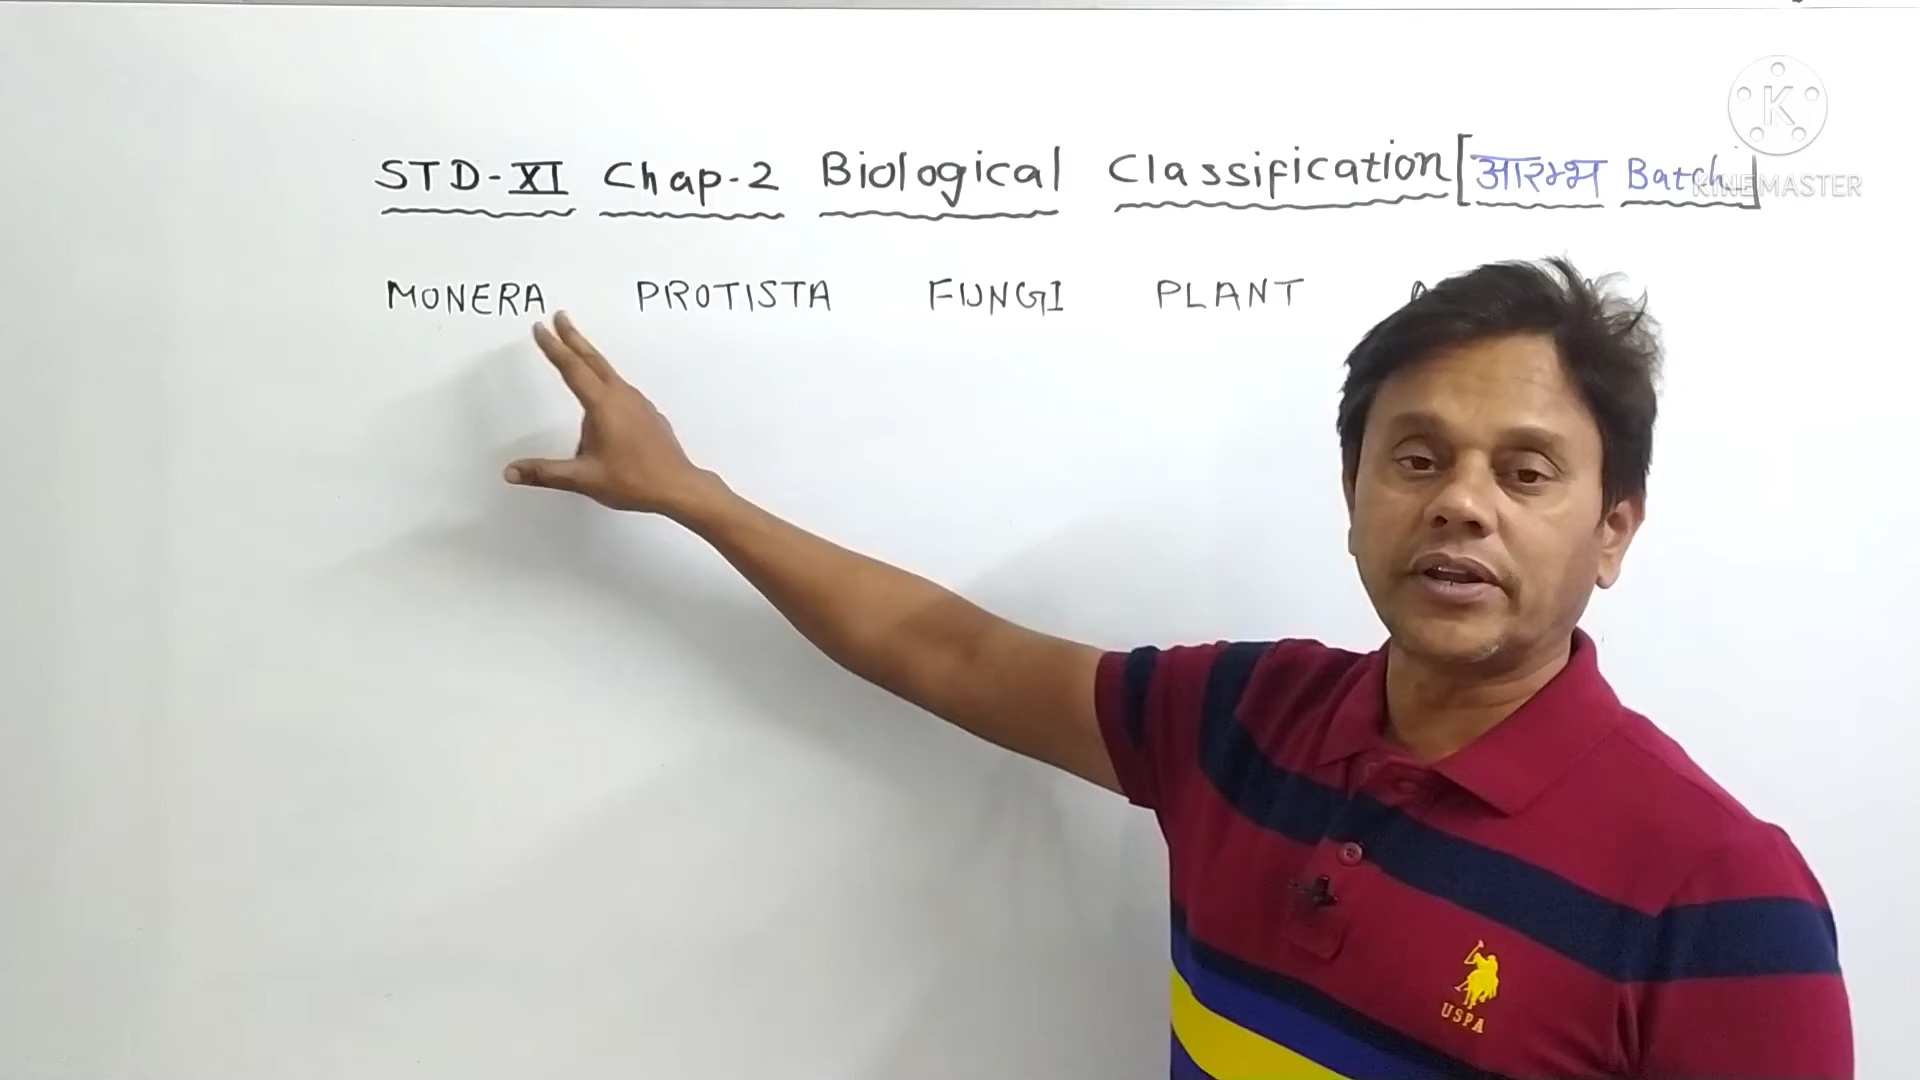 STD-XI Chap-2 Biological Classification [आरम्भ Batch]
MONERA PROTISTA FUNGI PLANT
K
KINEMASTER
USPA